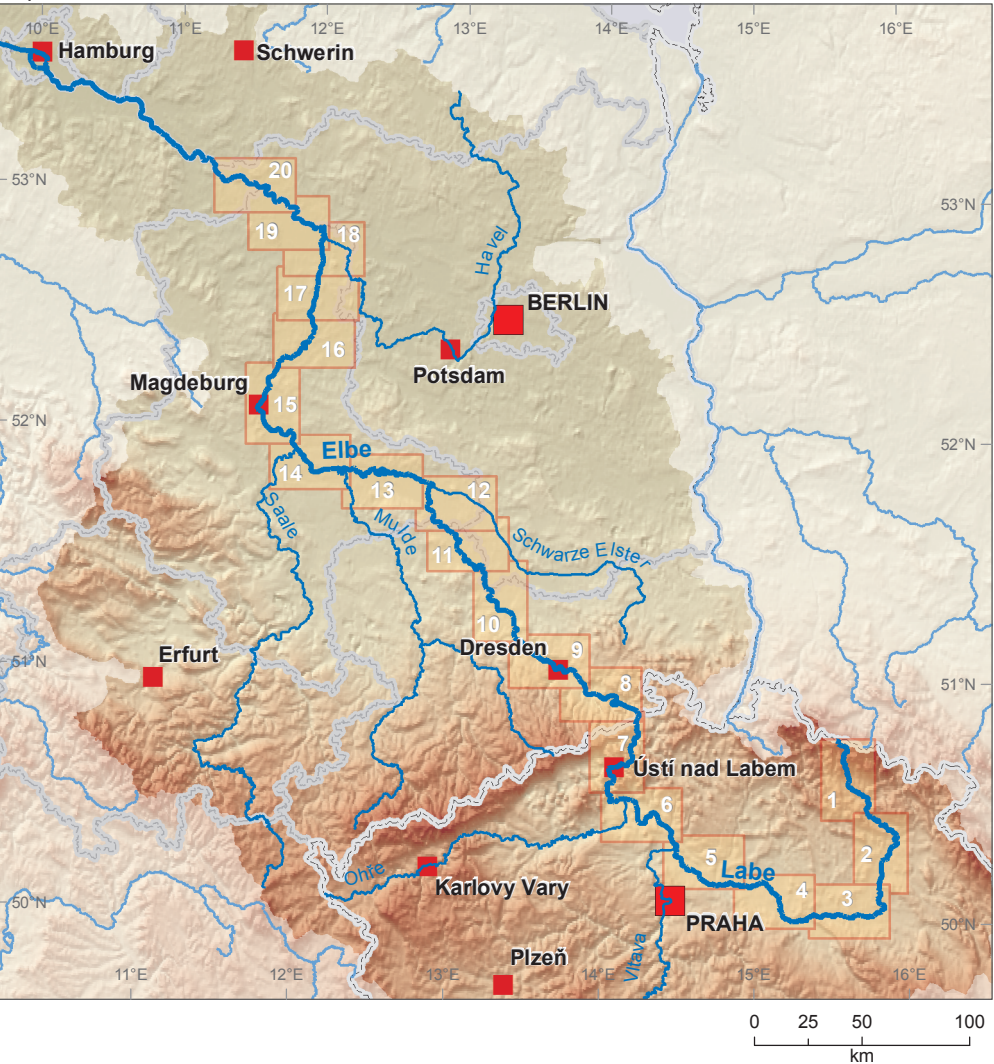 10°E 11°E 12°E 13°E 14°E 15°E 16°E
Hamburg
Schwerin
20
53°N
53°N
19
18
Havel
17
BERLIN
16
Potsdam
Magdeburg
15
52°N
52°N
Elbe
14
13
12
Saale
Mulde
Schwarze Elster
11
10
Dresden
9
Erfurt
51°N
8
51°N
7
Ústí nad Labem
1
6
2
5
Labe
Ohře
Karlovy Vary
4
3
50°N
PRAHA
50°N
Vltava
Plzeň
11°E 12°E 13°E 14°E 15°E 16°E
0 25 50 100
km